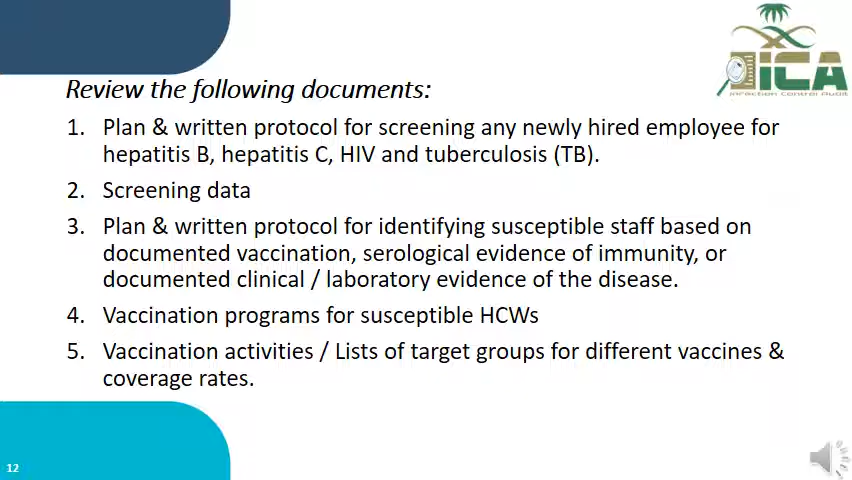 ICA
Infection Control Audit
Review the following documents:
1. Plan & written protocol for screening any newly hired employee for
hepatitis B, hepatitis C, HIV and tuberculosis (TB).
2. Screening data
3. Plan & written protocol for identifying susceptible staff based on
documented vaccination, serological evidence of immunity, or
documented clinical / laboratory evidence of the disease.
4. Vaccination programs for susceptible HCWs
5. Vaccination activities / Lists of target groups for different vaccines &
coverage rates.
12